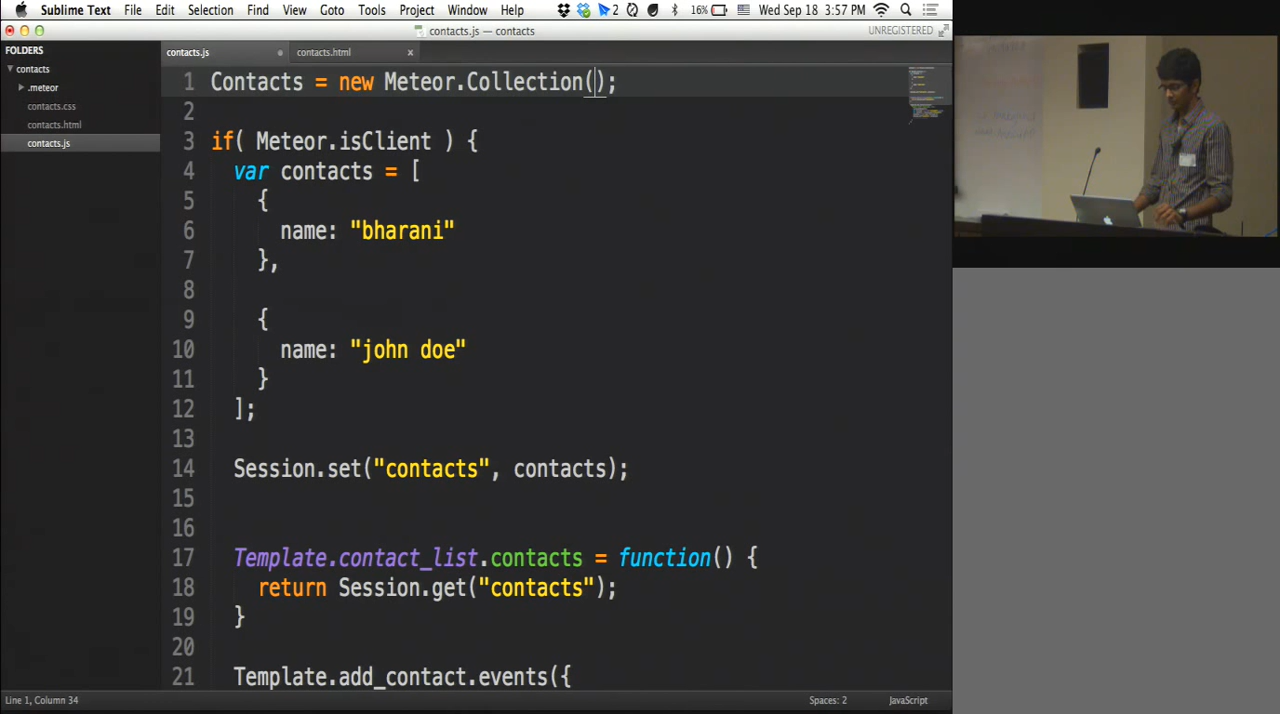 Sublime Text File Edit Selection Find View Goto Tools Project Window Help 2 16% Wed Sep 18 3:57 PM
contacts.js — contacts UNREGISTERED
FOLDERS
contacts
.meteor
contacts.css
contacts.html
contacts.js
contacts.js contacts.html
1 Contacts = new Meteor.Collection();
2
3 if( Meteor.isClient ) {
4 var contacts = [
5 {
6 name: "bharani"
7 },
8
9 {
10 name: "john doe"
11 }
12 ];
13
14 Session.set("contacts", contacts);
15
16
17 Template.contact_list.contacts = function() {
18 return Session.get("contacts");
19 }
20
21 Template.add_contact.events({
Line 1, Column 34 Spaces: 2 JavaScript